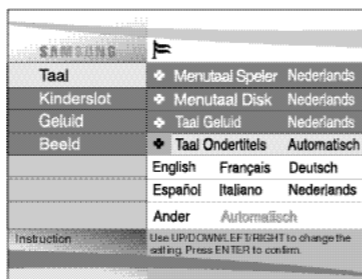 SAMSUNG
Taal
Kinderslot
Geluid
Beeld
Instruction
Menutaal Speler Nederlands
Menutaal Disk Nederlands
Taal Geluid Nederlands
Taal Ondertitels Automatisch
English Français Deutsch
Español Italiano Nederlands
Ander Automatisch
Use UP/DOWN/LEFT/RIGHT to change the
setting. Press ENTER to confirm.